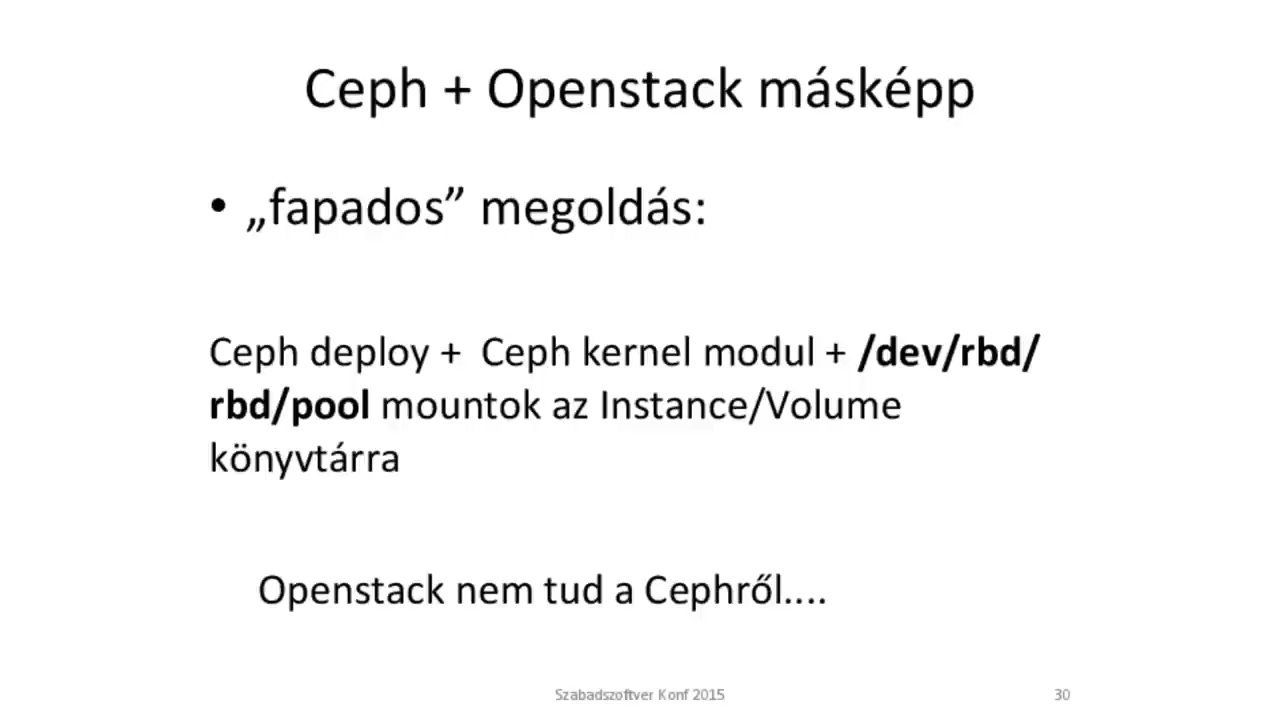 Ceph + Openstack másképp
• „fapados” megoldás:
Ceph deploy + Ceph kernel modul + /dev/rbd/
rbd/pool mountok az Instance/Volume
könyvtárra
Openstack nem tud a Cephről....
Szabadszoftver Konf 2015
30